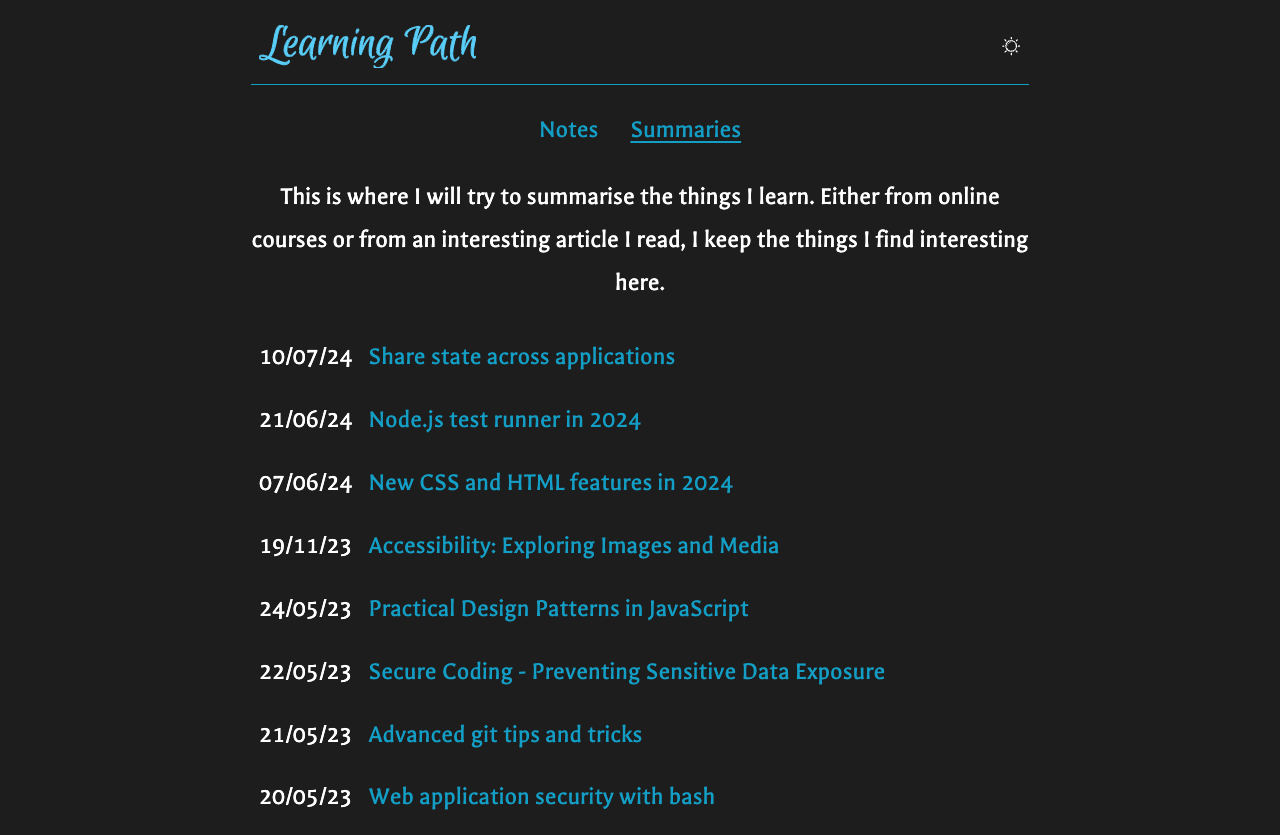 Learning Path
Notes Summaries
This is where I will try to summarise the things I learn. Either from online
courses or from an interesting article I read, I keep the things I find interesting
here.
10/07/24 Share state across applications
21/06/24 Node.js test runner in 2024
07/06/24 New CSS and HTML features in 2024
19/11/23 Accessibility: Exploring Images and Media
24/05/23 Practical Design Patterns in JavaScript
22/05/23 Secure Coding - Preventing Sensitive Data Exposure
21/05/23 Advanced git tips and tricks
20/05/23 Web application security with bash